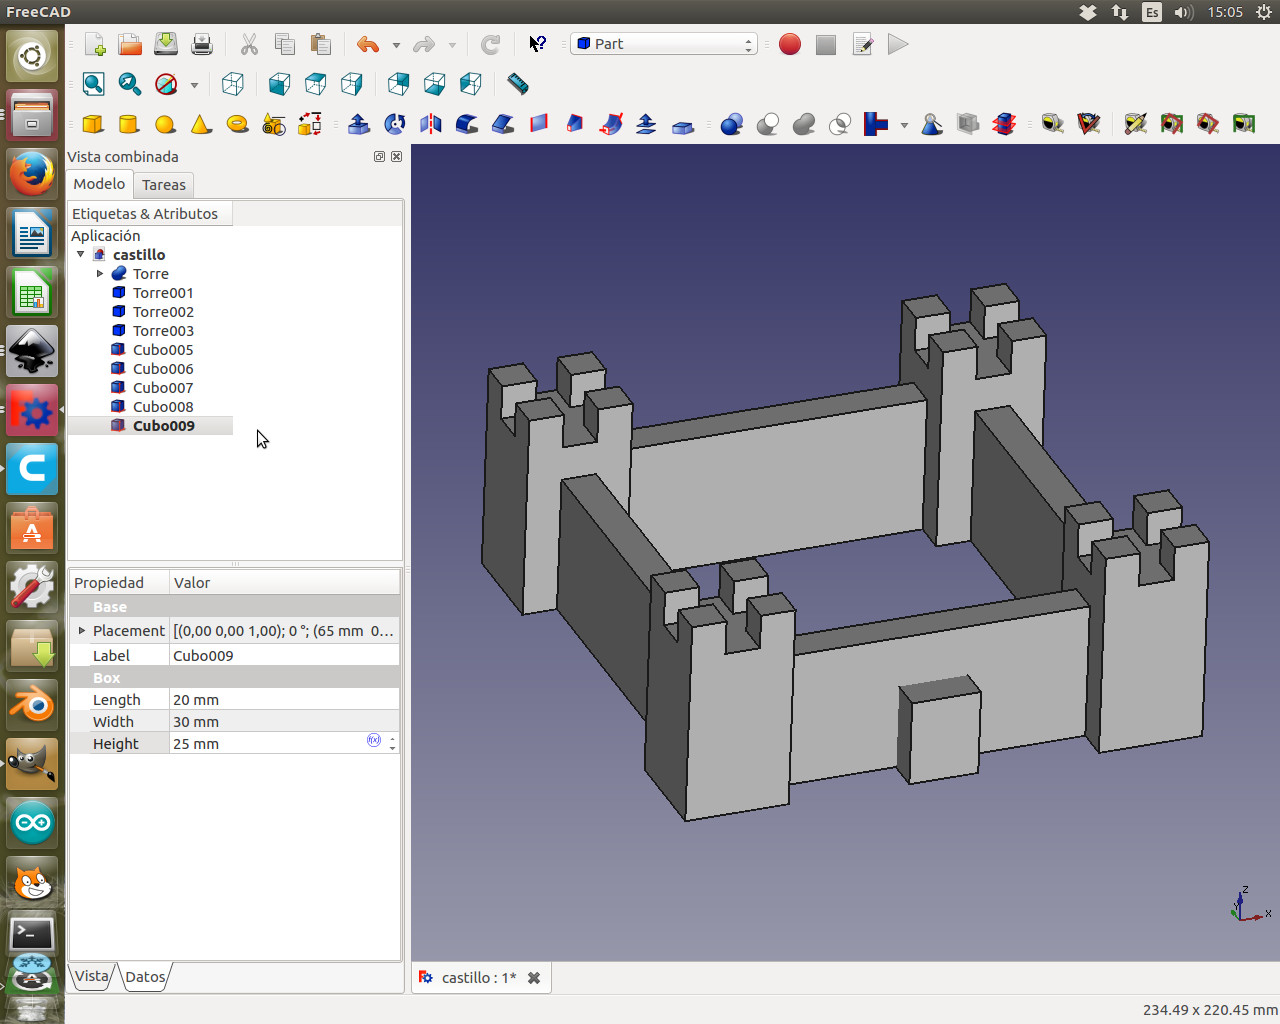 FreeCAD
Es
15:05
Part
Vista combinada
Modelo
Tareas
Etiquetas & Atributos
Aplicación
castillo
Torre
Torre001
Torre002
Torre003
Cubo005
Cubo006
Cubo007
Cubo008
Cubo009
Propiedad Valor
Base
Placement [(0,00 0,00 1,00); 0 °; (65 mm 0...
Label Cubo009
Box
Length 20 mm
Width 30 mm
Height 25 mm
f(x)
Vista
Datos
castillo : 1*
Z
Y
X
234.49 x 220.45 mm